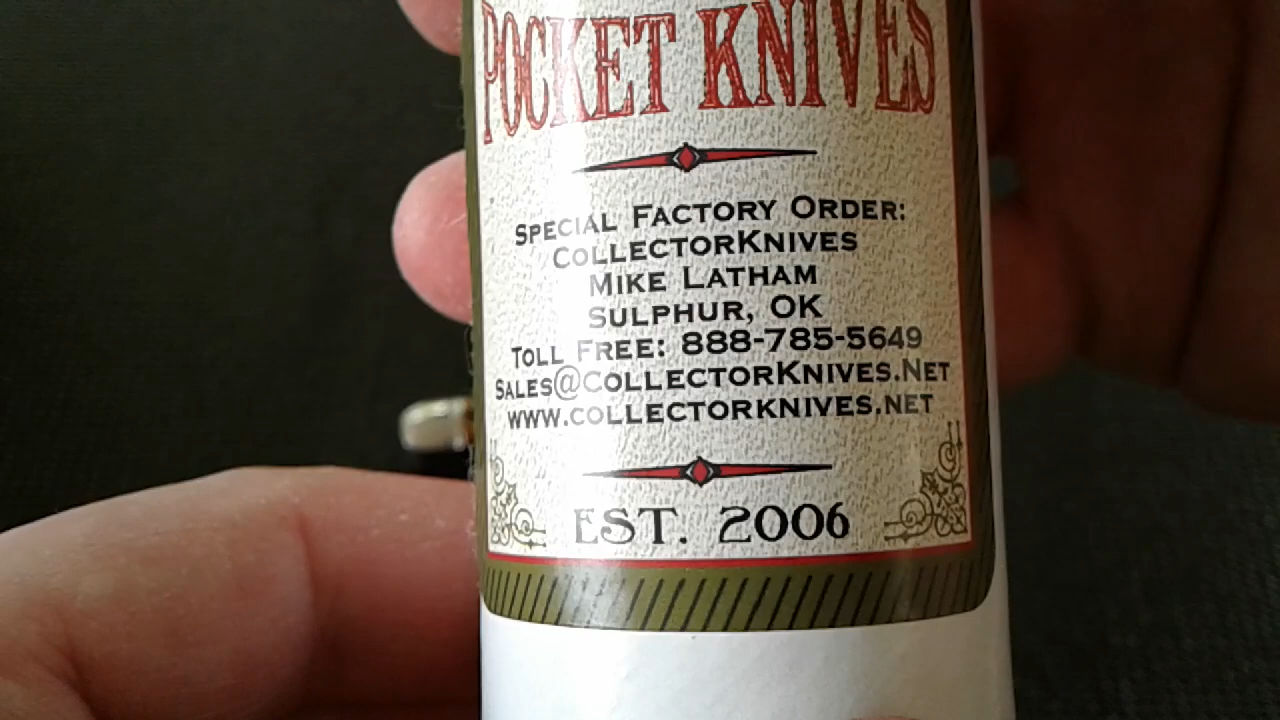 POCKET KNIVES
SPECIAL FACTORY ORDER:
COLLECTORKNIVES
MIKE LATHAM
SULPHUR, OK
TOLL FREE: 888-785-5649
SALES@COLLECTORKNIVES.NET
WWW.COLLECTORKNIVES.NET
EST. 2006